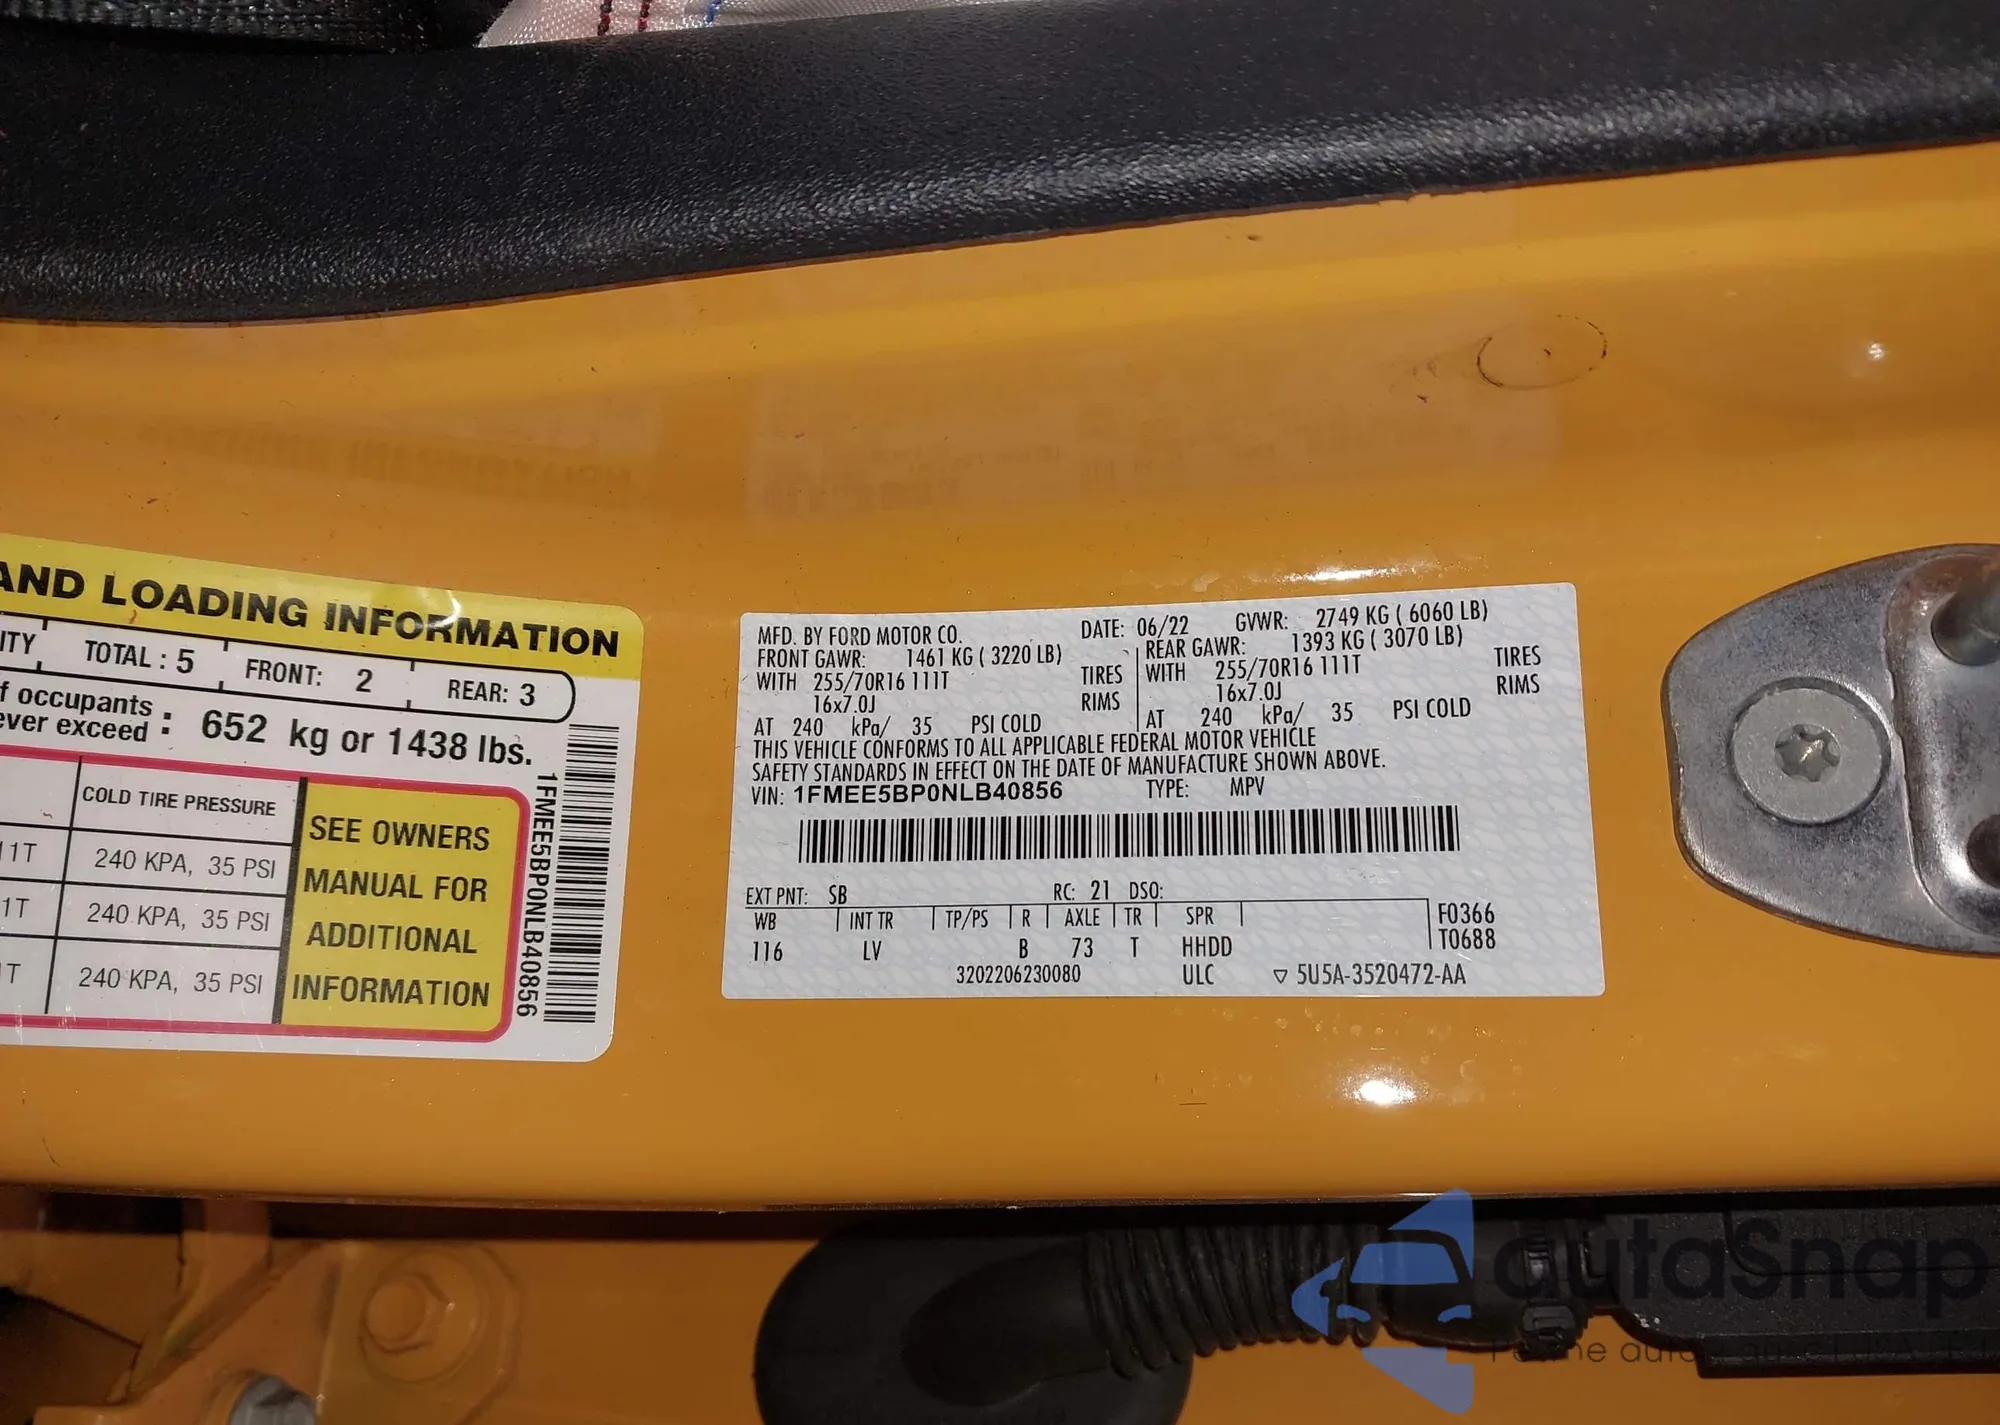 AND LOADING INFORMATION
ITY TOTAL : 5 FRONT: 2 REAR: 3
f occupants
ever exceed : 652 kg or 1438 lbs.
COLD TIRE PRESSURE
11T 240 KPA, 35 PSI
1T 240 KPA, 35 PSI
1T 240 KPA, 35 PSI
SEE OWNERS
MANUAL FOR
ADDITIONAL
INFORMATION
1FMEE5BP0NLB40856
MFD. BY FORD MOTOR CO. DATE: 06/22 GVWR: 2749 KG ( 6060 LB)
FRONT GAWR: 1461 KG ( 3220 LB) REAR GAWR: 1393 KG ( 3070 LB)
WITH 255/70R16 111T TIRES WITH 255/70R16 111T TIRES
16x7.0J RIMS 16x7.0J RIMS
AT 240 kPa/ 35 PSI COLD AT 240 kPa/ 35 PSI COLD
THIS VEHICLE CONFORMS TO ALL APPLICABLE FEDERAL MOTOR VEHICLE
SAFETY STANDARDS IN EFFECT ON THE DATE OF MANUFACTURE SHOWN ABOVE.
VIN: 1FMEE5BP0NLB40856 TYPE: MPV
EXT PNT: SB RC: 21 DSO:
WB INT TR TP/PS R AXLE TR SPR F0366
116 LV B 73 T HHDD T0688
3202206230080 ULC ▽ 5U5A-3520472-AA
autaSnap